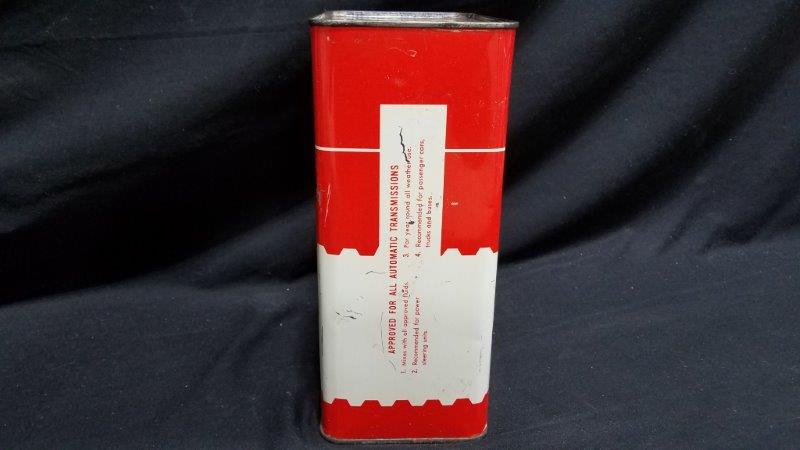 APPROVED FOR ALL AUTOMATIC TRANSMISSIONS
1. Mixes with all approved fluids.
2. Recommended for power
steering units.
3. For year round all weather use.
4. Recommended for passenger cars,
trucks and buses.